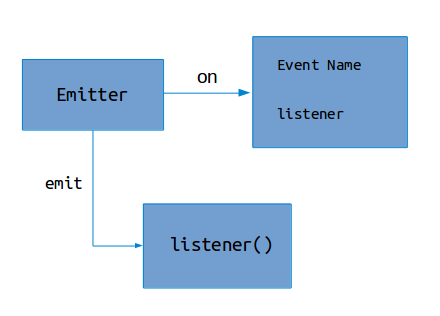 on
Event Name
Emitter
listener
emit
listener()